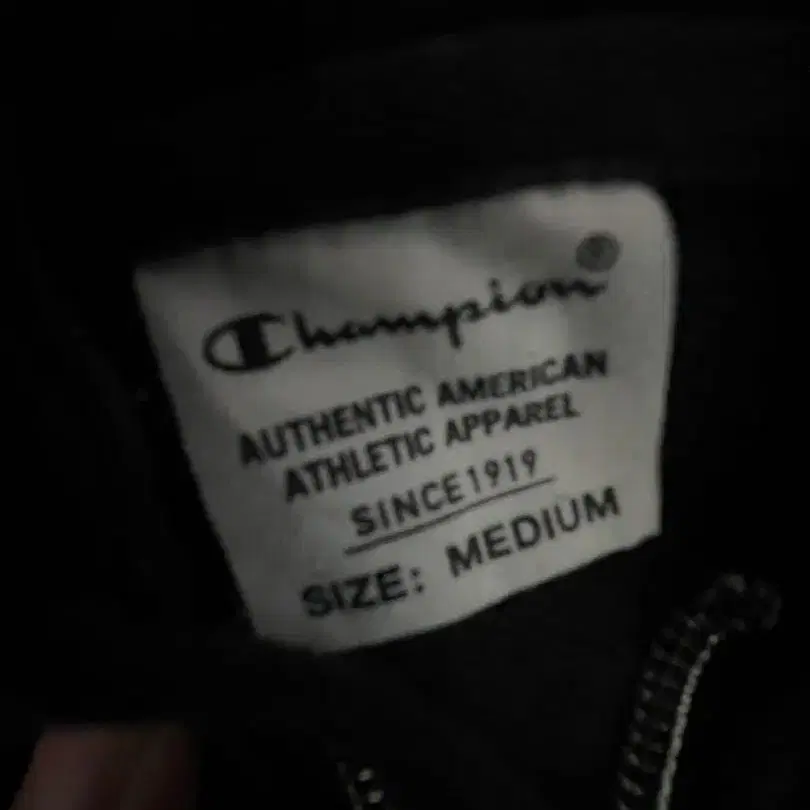 Champion®
AUTHENTIC AMERICAN
ATHLETIC APPAREL
SINCE 1919
SIZE: MEDIUM